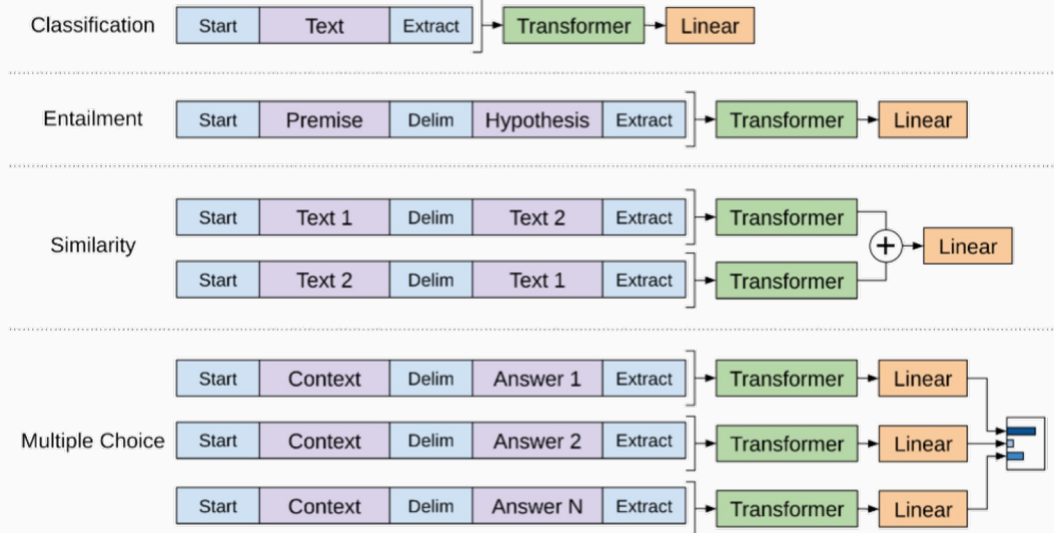 Classification Start Text Extract Transformer Linear
Entailment Start Premise Delim Hypothesis Extract Transformer Linear
Similarity
Start Text 1 Delim Text 2 Extract Transformer
+ Linear
Start Text 2 Delim Text 1 Extract Transformer
Multiple Choice
Start Context Delim Answer 1 Extract Transformer Linear
Start Context Delim Answer 2 Extract Transformer Linear
Start Context Delim Answer N Extract Transformer Linear